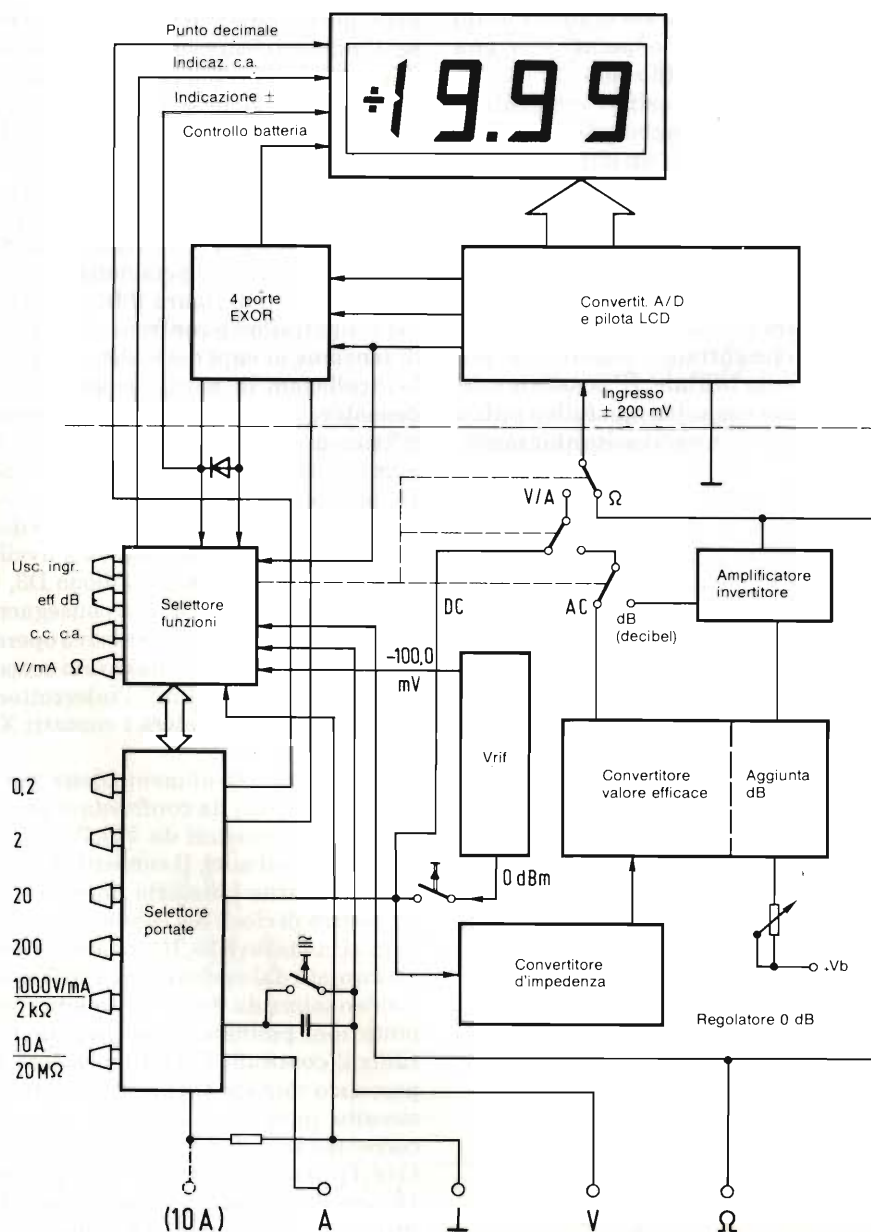 Punto decimale
Indicaz. c.a.
Indicazione ±
Controllo batteria
÷19.99
4 porte
EXOR
Convertit. A/D
e pilota LCD
Ingresso
± 200 mV
V/A
Ω
Usc. ingr.
eff dB
c.c. c.a.
V/mA Ω
Selettore
funzioni
DC
AC
dB
(decibel)
Amplificatore
invertitore
-100,0
mV
Vrif
Convertitore
valore efficace
Aggiunta
dB
0,2
2
20
200
1000V/mA
2 kΩ
10 A
20 MΩ
Selettore
portate
0 dBm
≅
Convertitore
d'impedenza
+Vb
Regolatore 0 dB
(10 A)
A
⊥
V
Ω